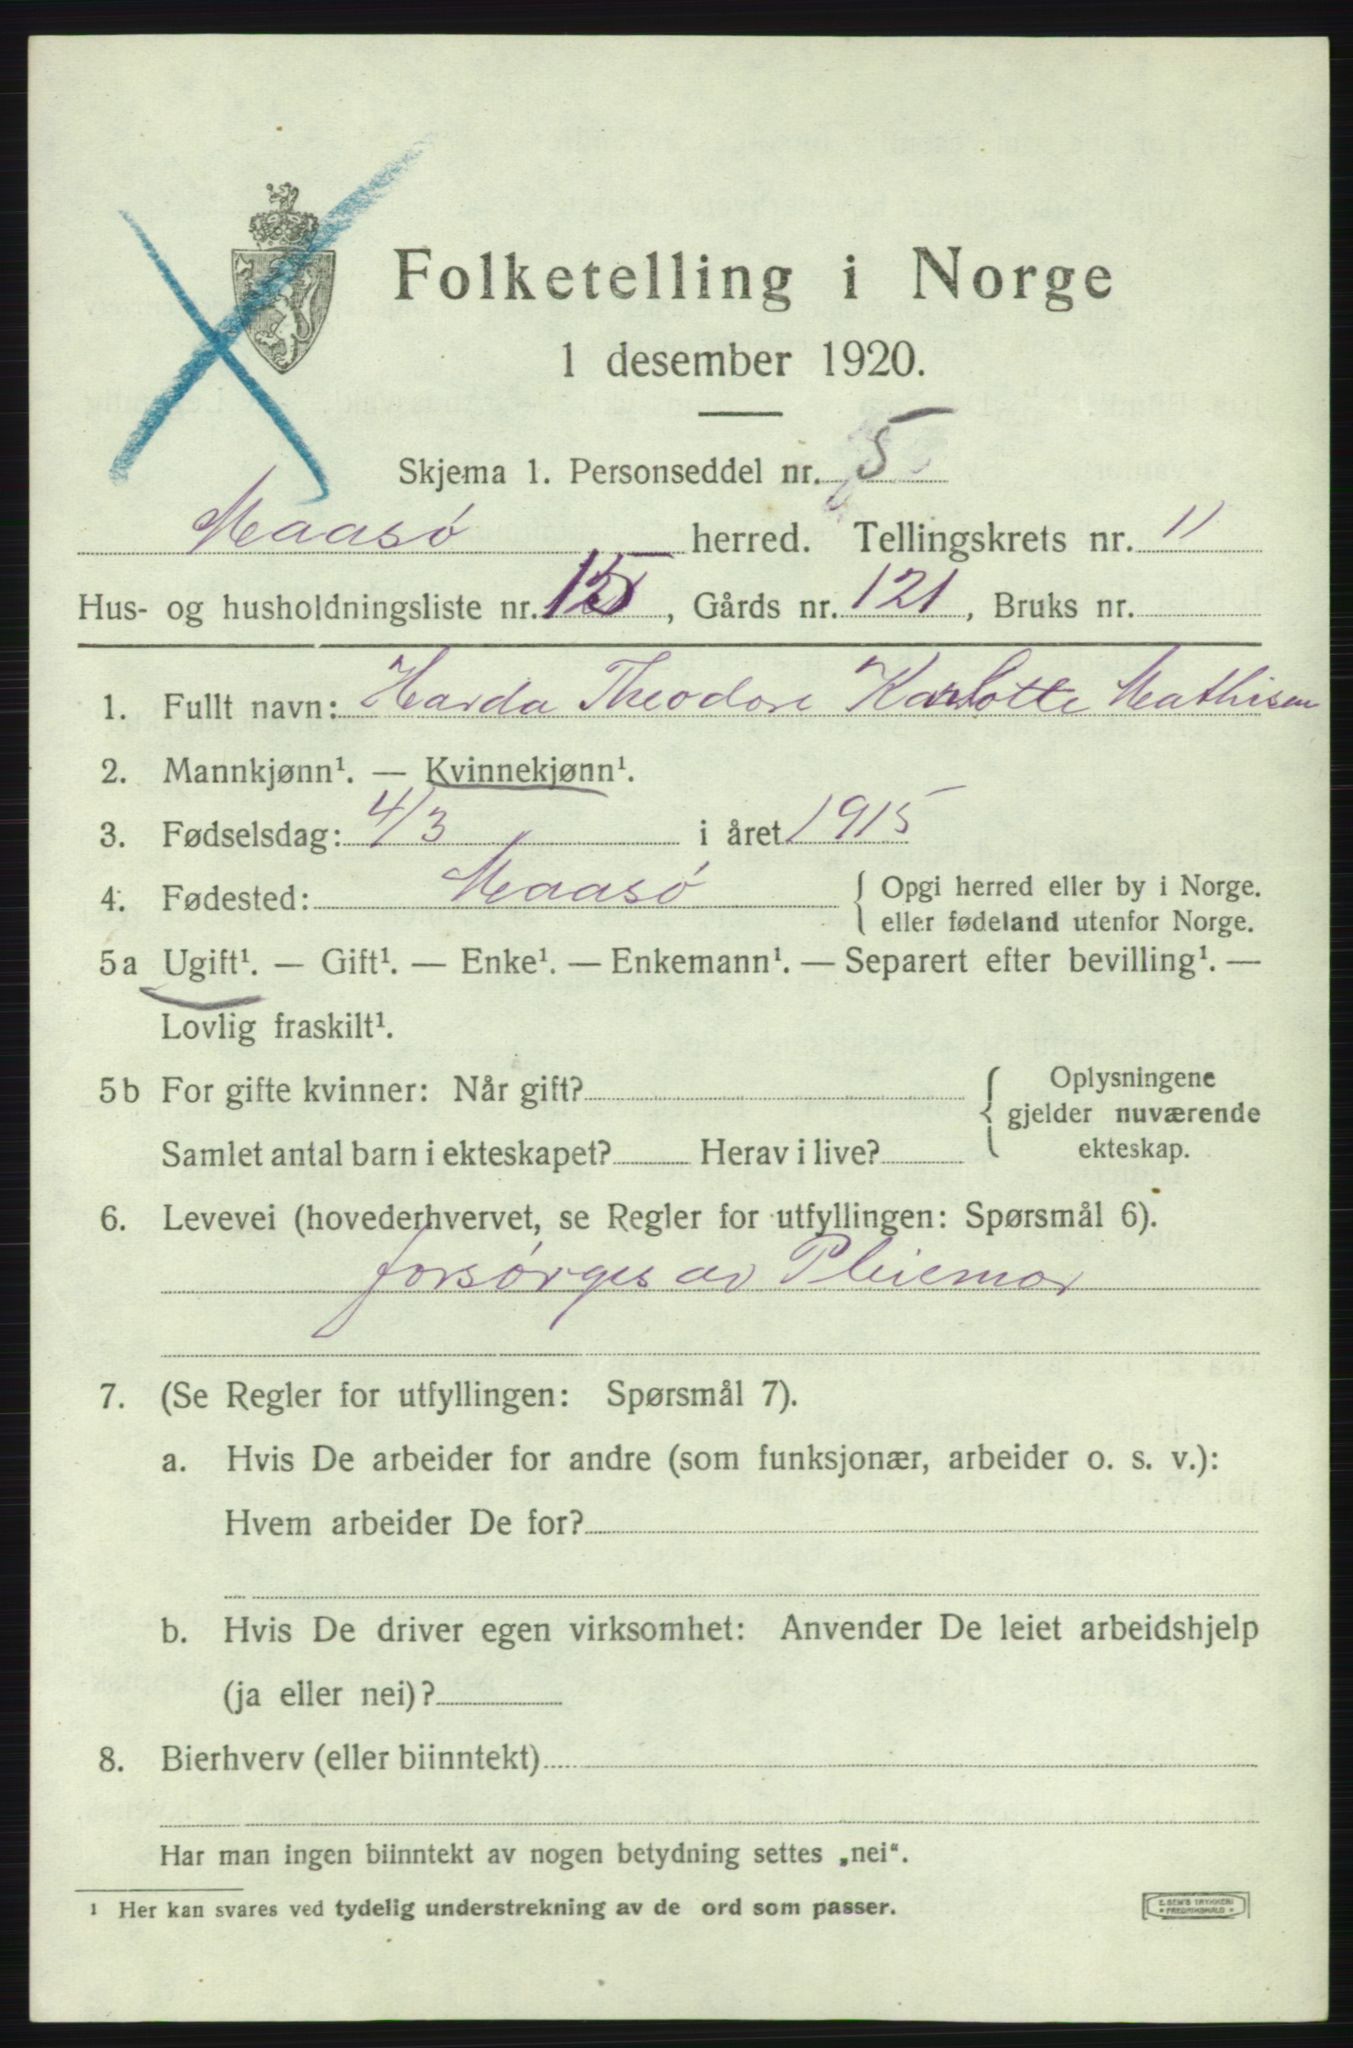 Folketelling i Norge
1 desember 1920.
Skjema 1. Personseddel nr. 5
Maasø herred. Tellingskrets nr. 11
Hus- og husholdningsliste nr. 15, Gårds nr. 121, Bruks nr.
1. Fullt navn: Harda Theodore Karlotte Mathisen
2. Mannkjønn¹. — Kvinnekjønn¹.
3. Fødselsdag: 4/3 i året 1915
4. Fødested: Maasø { Opgi herred eller by i Norge.
eller fødeland utenfor Norge.
5a Ugift¹. — Gift¹. — Enke¹. — Enkemann¹. — Separert efter bevilling¹. —
Lovlig fraskilt¹.
5b For gifte kvinner: Når gift? { Oplysningene
gjelder nuværende
Samlet antal barn i ekteskapet? Herav i live? ekteskap.
6. Levevei (hovederhvervet, se Regler for utfyllingen: Spørsmål 6).
forsørges av Pleiemor
7. (Se Regler for utfyllingen: Spørsmål 7).
a. Hvis De arbeider for andre (som funksjonær, arbeider o. s. v.):
Hvem arbeider De for?
b. Hvis De driver egen virksomhet: Anvender De leiet arbeidshjelp
(ja eller nei)?
8. Bierhverv (eller biinntekt)
Har man ingen biinntekt av nogen betydning settes „nei“.
¹ Her kan svares ved tydelig understrekning av de ord som passer.
E. SEM'S TRYKKERI
FREDRIKSHALD